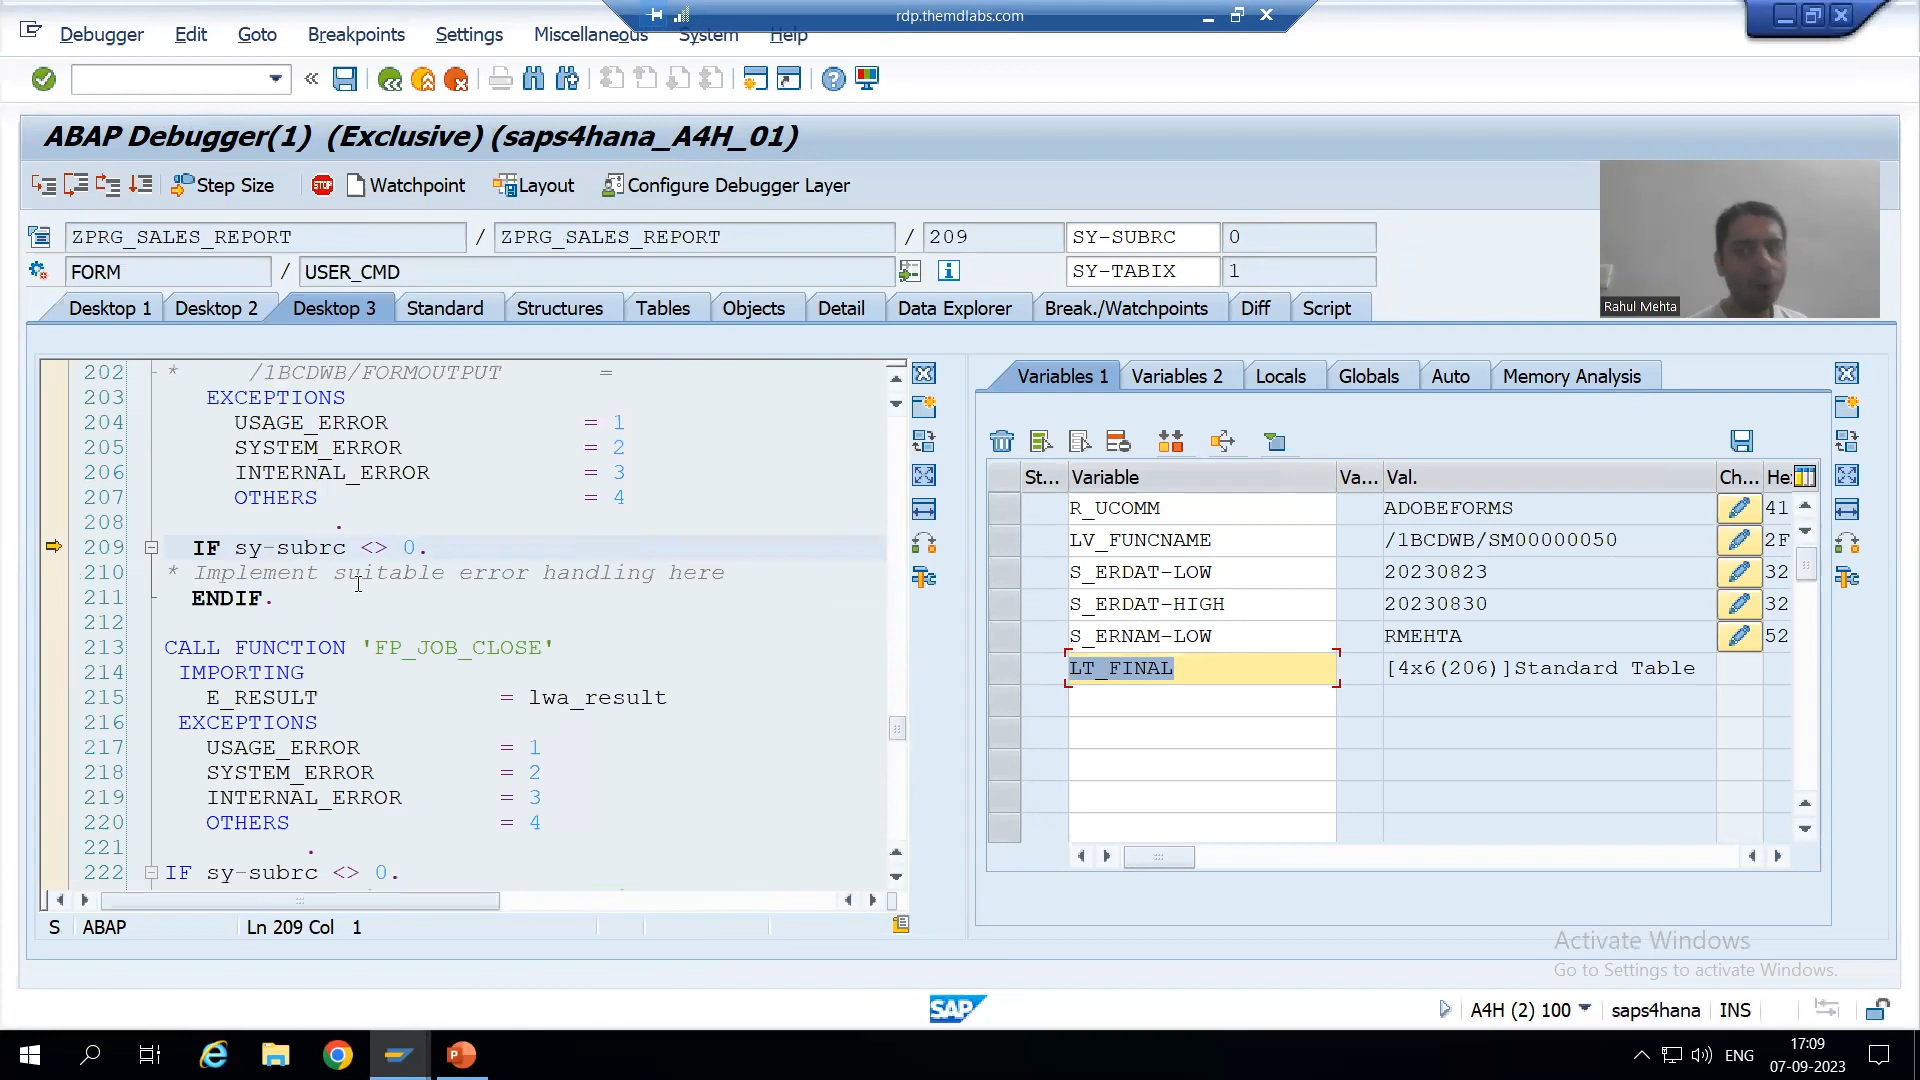 rdp.themdlabs.com
Debugger Edit Goto Breakpoints Settings Miscellaneous System Help
ABAP Debugger(1) (Exclusive) (saps4hana_A4H_01)
Step Size STOP Watchpoint Layout Configure Debugger Layer
ZPRG_SALES_REPORT / ZPRG_SALES_REPORT / 209 SY-SUBRC 0
FORM / USER_CMD SY-TABIX 1
Rahul Mehta
Desktop 1 Desktop 2 Desktop 3 Standard Structures Tables Objects Detail Data Explorer Break./Watchpoints Diff Script
202 * /1BCDWB/FORMOUTPUT =
203 EXCEPTIONS
204 USAGE_ERROR = 1
205 SYSTEM_ERROR = 2
206 INTERNAL_ERROR = 3
207 OTHERS = 4
208 .
209 IF sy-subrc <> 0.
210 * Implement suitable error handling here
211 ENDIF.
212
213 CALL FUNCTION 'FP_JOB_CLOSE'
214 IMPORTING
215 E_RESULT = lwa_result
216 EXCEPTIONS
217 USAGE_ERROR = 1
218 SYSTEM_ERROR = 2
219 INTERNAL_ERROR = 3
220 OTHERS = 4
221 .
222 IF sy-subrc <> 0.
S ABAP Ln 209 Col 1
Variables 1 Variables 2 Locals Globals Auto Memory Analysis
St... Variable Va... Val. Ch... He
R_UCOMM ADOBEFORMS 41
LV_FUNCNAME /1BCDWB/SM00000050 2F
S_ERDAT-LOW 20230823 32
S_ERDAT-HIGH 20230830 32
S_ERNAM-LOW RMEHTA 52
LT_FINAL [4x6(206)]Standard Table
Activate Windows
Go to Settings to activate Windows.
SAP
A4H (2) 100 saps4hana INS
ENG
17:09
07-09-2023